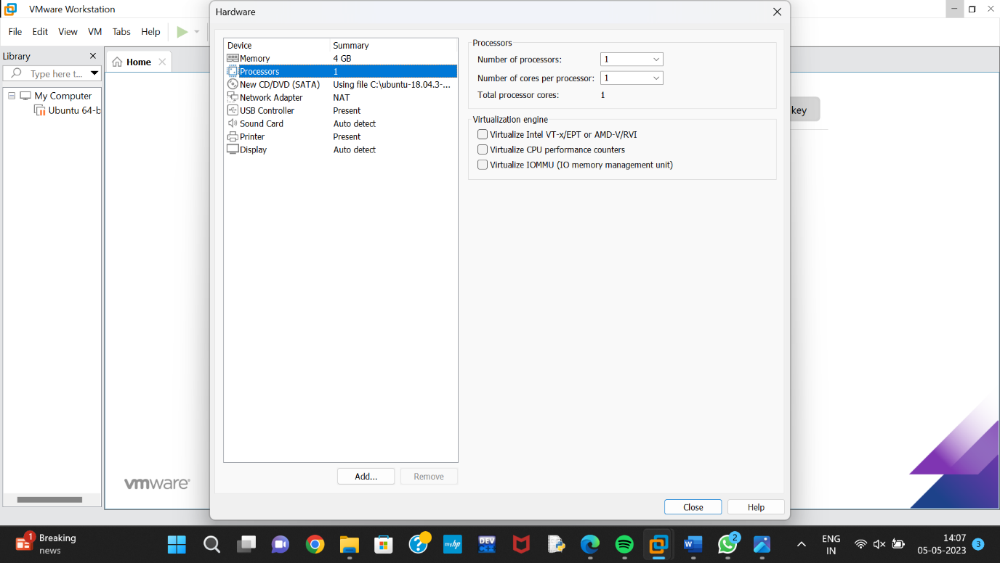 VMware Workstation
File Edit View VM Tabs Help
Library
Type here t...
My Computer
Ubuntu 64-b
Home
Hardware
Device Summary
Memory 4 GB
Processors 1
New CD/DVD (SATA) Using file C:\ubuntu-18.04.3-...
Network Adapter NAT
USB Controller Present
Sound Card Auto detect
Printer Present
Display Auto detect
Add... Remove
Processors
Number of processors: 1
Number of cores per processor: 1
Total processor cores: 1
Virtualization engine
Virtualize Intel VT-x/EPT or AMD-V/RVI
Virtualize CPU performance counters
Virtualize IOMMU (IO memory management unit)
key
Close Help
vmware®
1 Breaking
news
myhp
DEV
C++
2
ENG
IN
14:07
05-05-2023
3